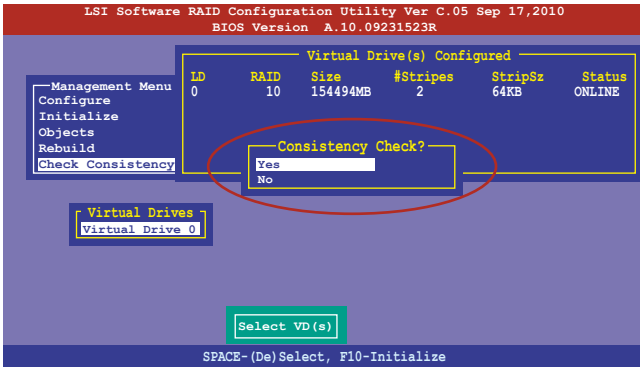 LSI Software RAID Configuration Utility Ver C.05 Sep 17,2010
BIOS Version A.10.09231523R
Virtual Drive(s) Configured
LD RAID Size #Stripes StripSz Status
0 10 154494MB 2 64KB ONLINE
Management Menu
Configure
Initialize
Objects
Rebuild
Check Consistency
Consistency Check?
Yes
No
Virtual Drives
Virtual Drive 0
Select VD(s)
SPACE-(De)Select, F10-Initialize